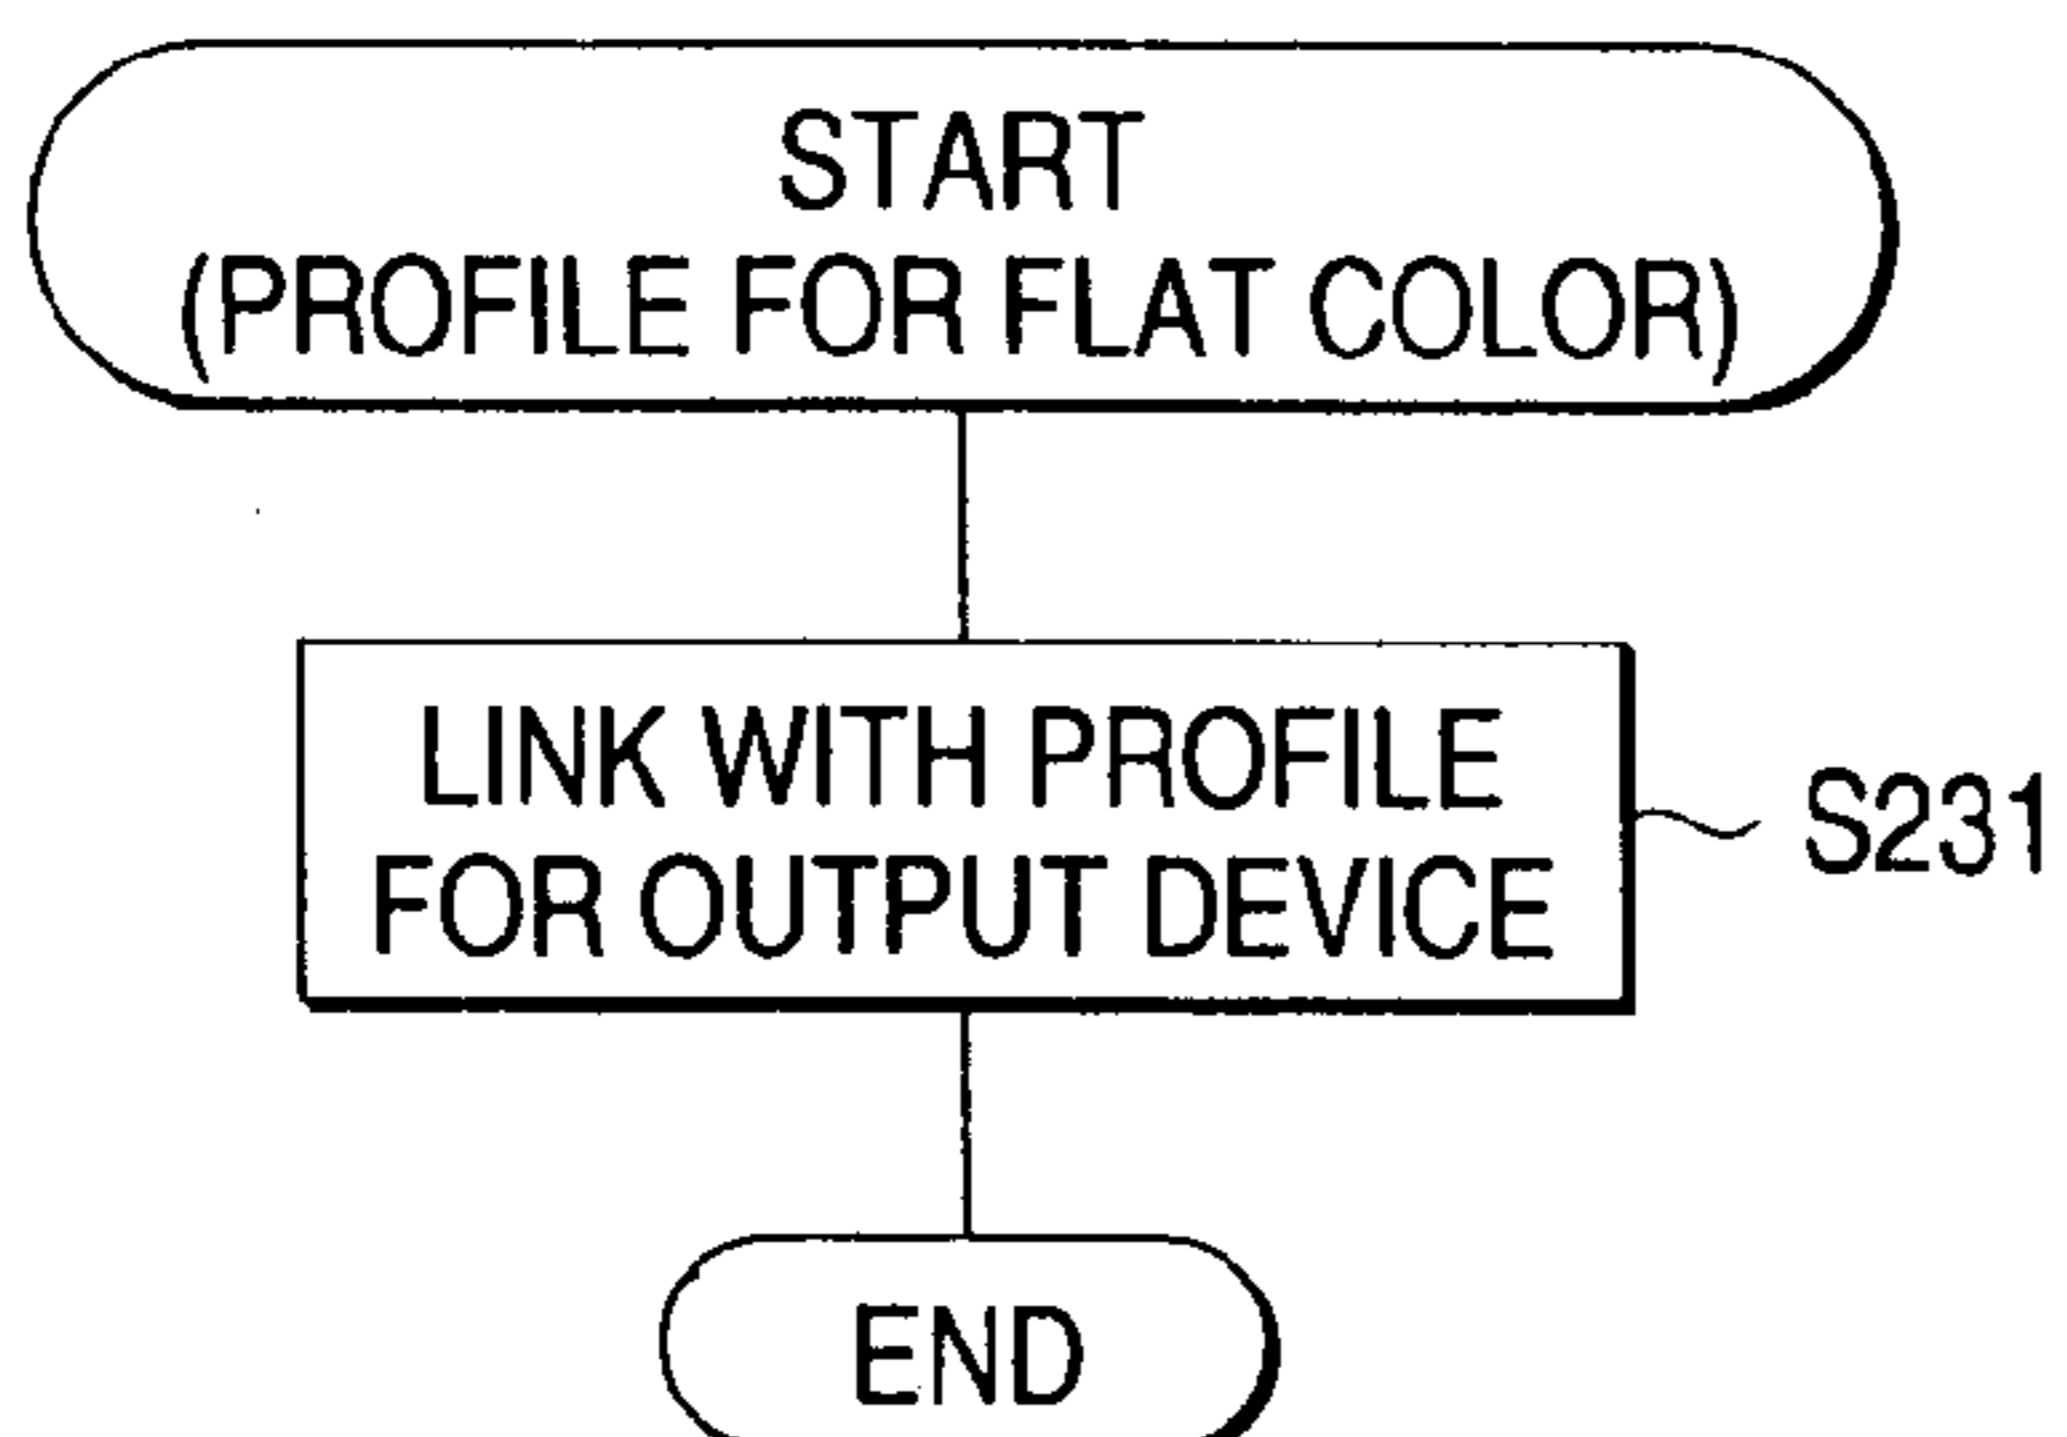 START
(PROFILE FOR FLAT COLOR)
LINK WITH PROFILE
FOR OUTPUT DEVICE
S231
END